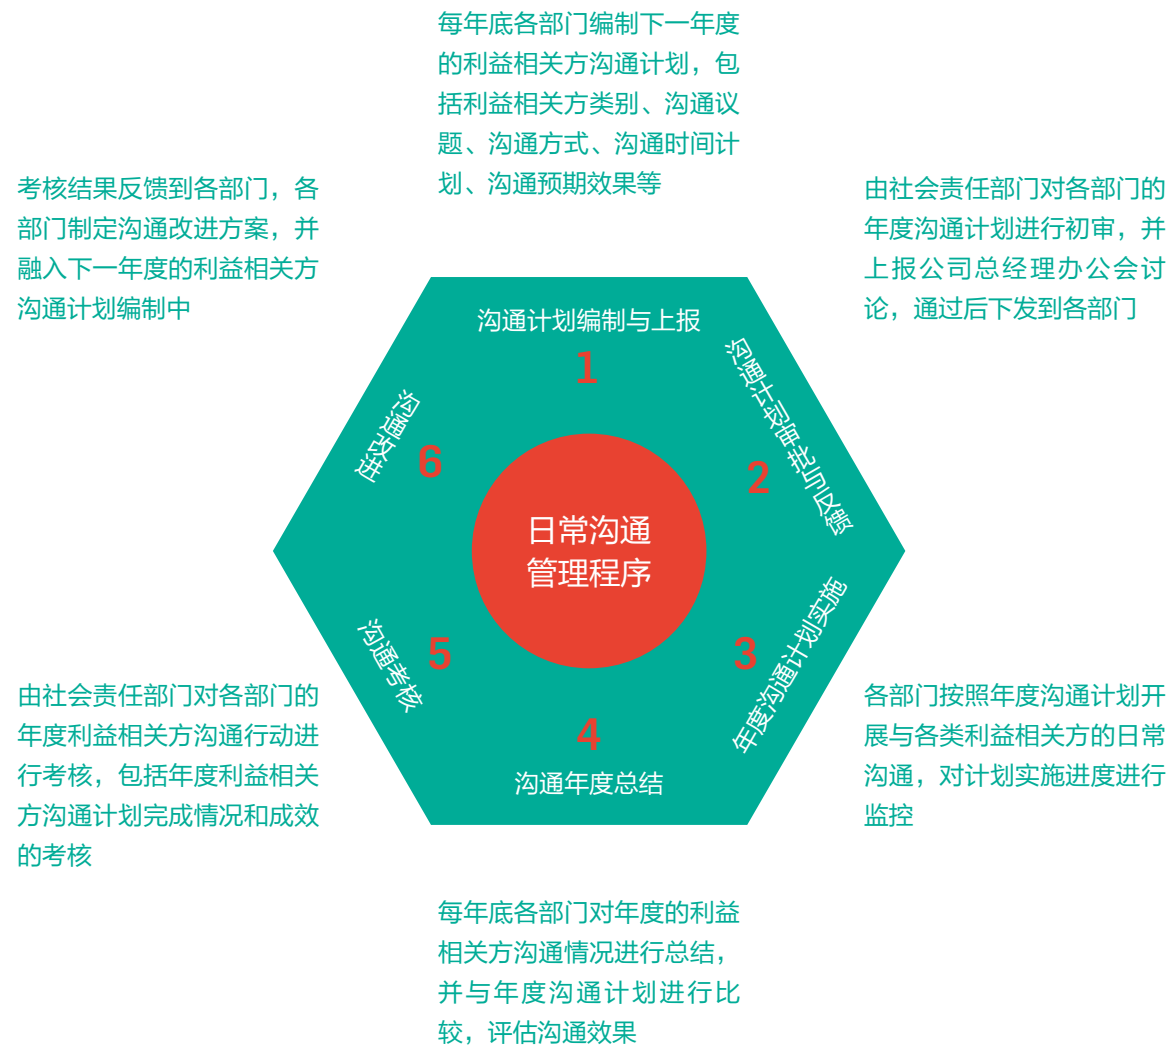 每年底各部门编制下一年度
的利益相关方沟通计划，包
括利益相关方类别、沟通议
题、沟通方式、沟通时间计
划、沟通预期效果等
考核结果反馈到各部门，各
部门制定沟通改进方案，并
融入下一年度的利益相关方
沟通计划编制中
由社会责任部门对各部门的
年度沟通计划进行初审，并
上报公司总经理办公会讨
论，通过后下发到各部门
沟通计划编制与上报
1
沟通计划审批与反馈
2
沟通改进
6
日常沟通
管理程序
年度沟通计划实施
3
沟通考核
5
4
沟通年度总结
由社会责任部门对各部门的
年度利益相关方沟通行动进
行考核，包括年度利益相关
方沟通计划完成情况和成效
的考核
各部门按照年度沟通计划开
展与各类利益相关方的日常
沟通，对计划实施进度进行
监控
每年底各部门对年度的利益
相关方沟通情况进行总结，
并与年度沟通计划进行比
较，评估沟通效果